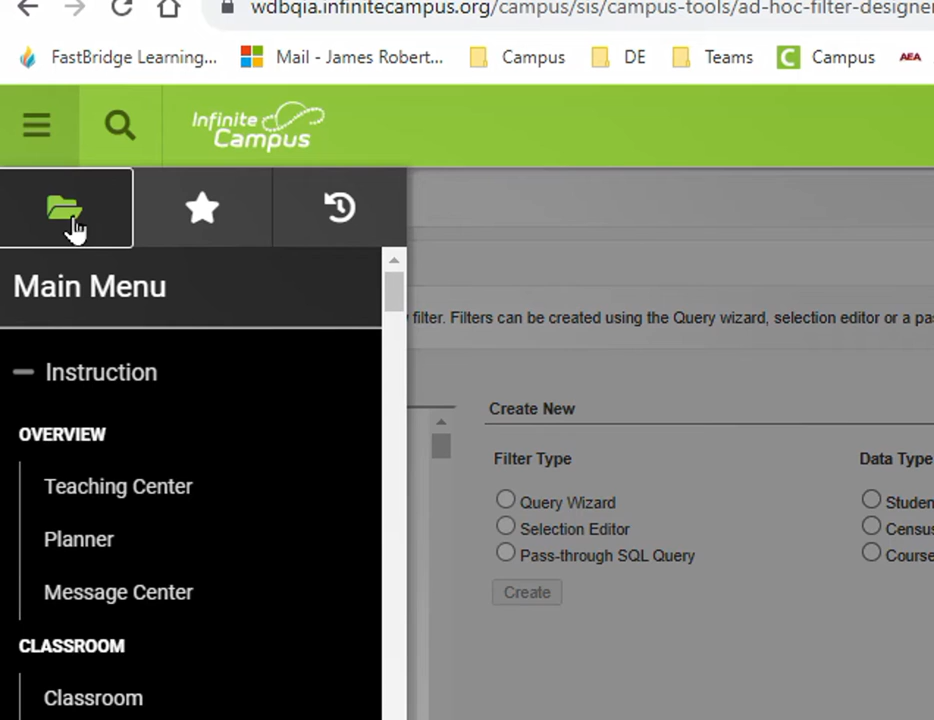 wdbqia.infinitecampus.org/campus/sis/campus-tools/ad-hoc-filter-designer
FastBridge Learning... Mail - James Robert... Campus DE Teams C Campus AEA
Infinite Campus
Main Menu
filter. Filters can be created using the Query wizard, selection editor or a pa
Instruction
Create New
OVERVIEW
Filter Type Data Type
Teaching Center
Query Wizard Studen
Selection Editor Census
Planner
Pass-through SQL Query Course
Message Center
Create
CLASSROOM
Classroom